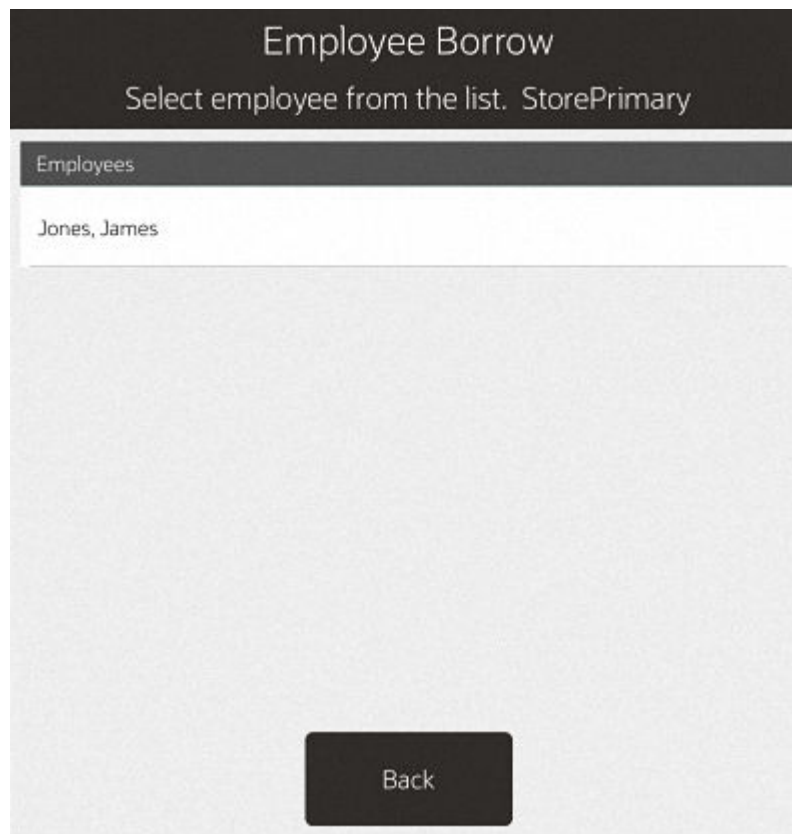 Employee Borrow
Select employee from the list.  StorePrimary
Employees
Jones, James
Back